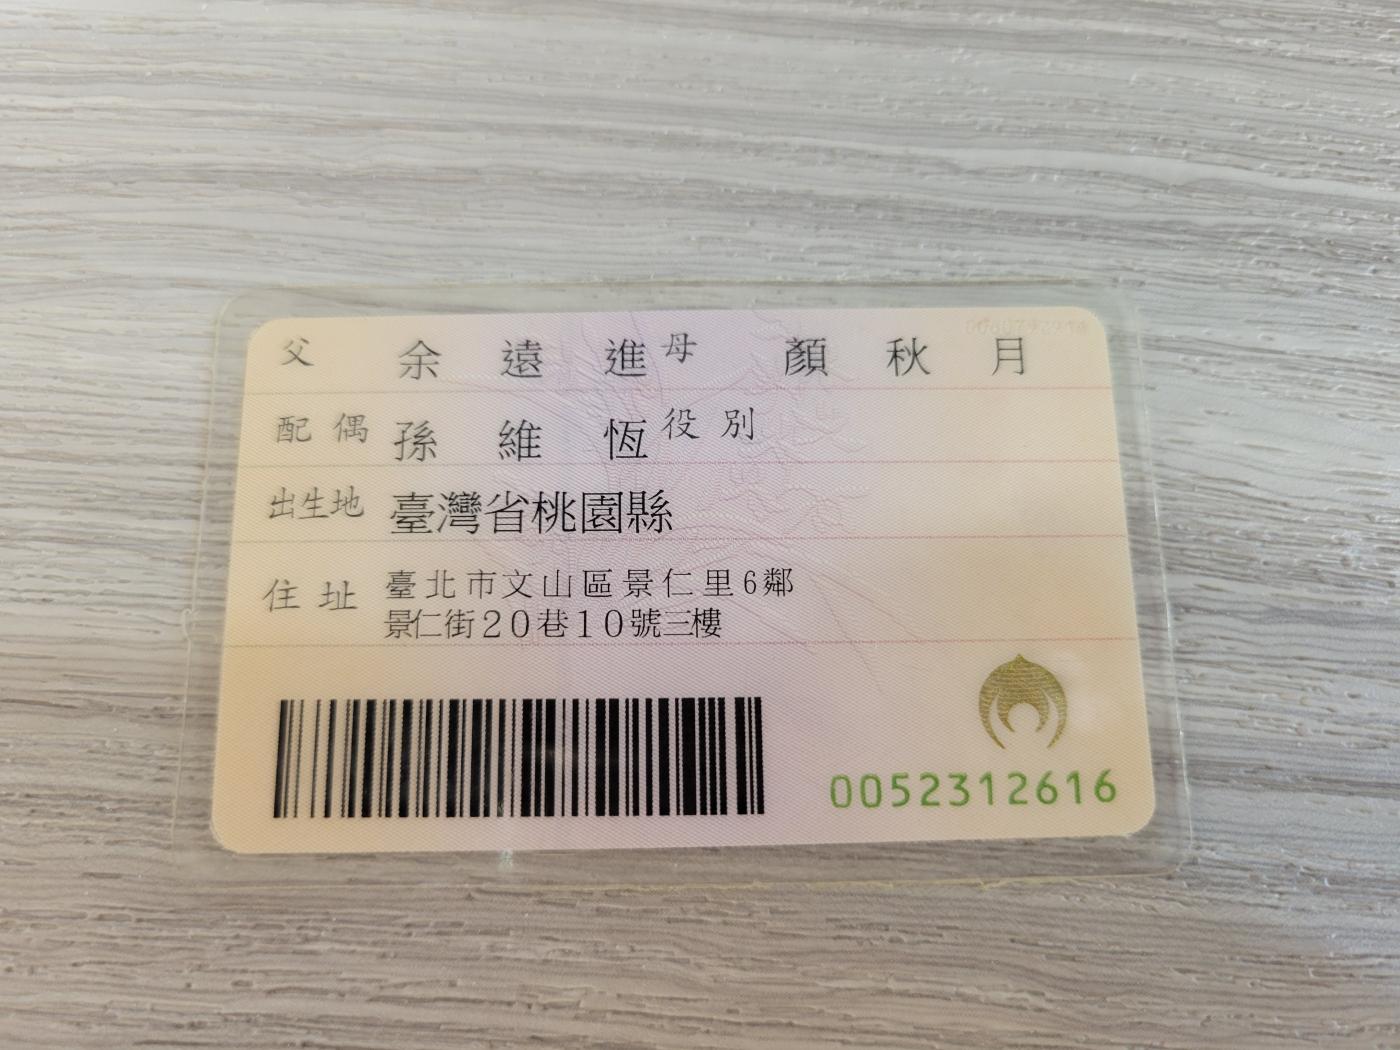 父 余遠進 母 顏秋月
配偶 孫維恆 役別
出生地 臺灣省桃園縣
住址 臺北市文山區景仁里6鄰
景仁街20巷10號三樓
0052312616